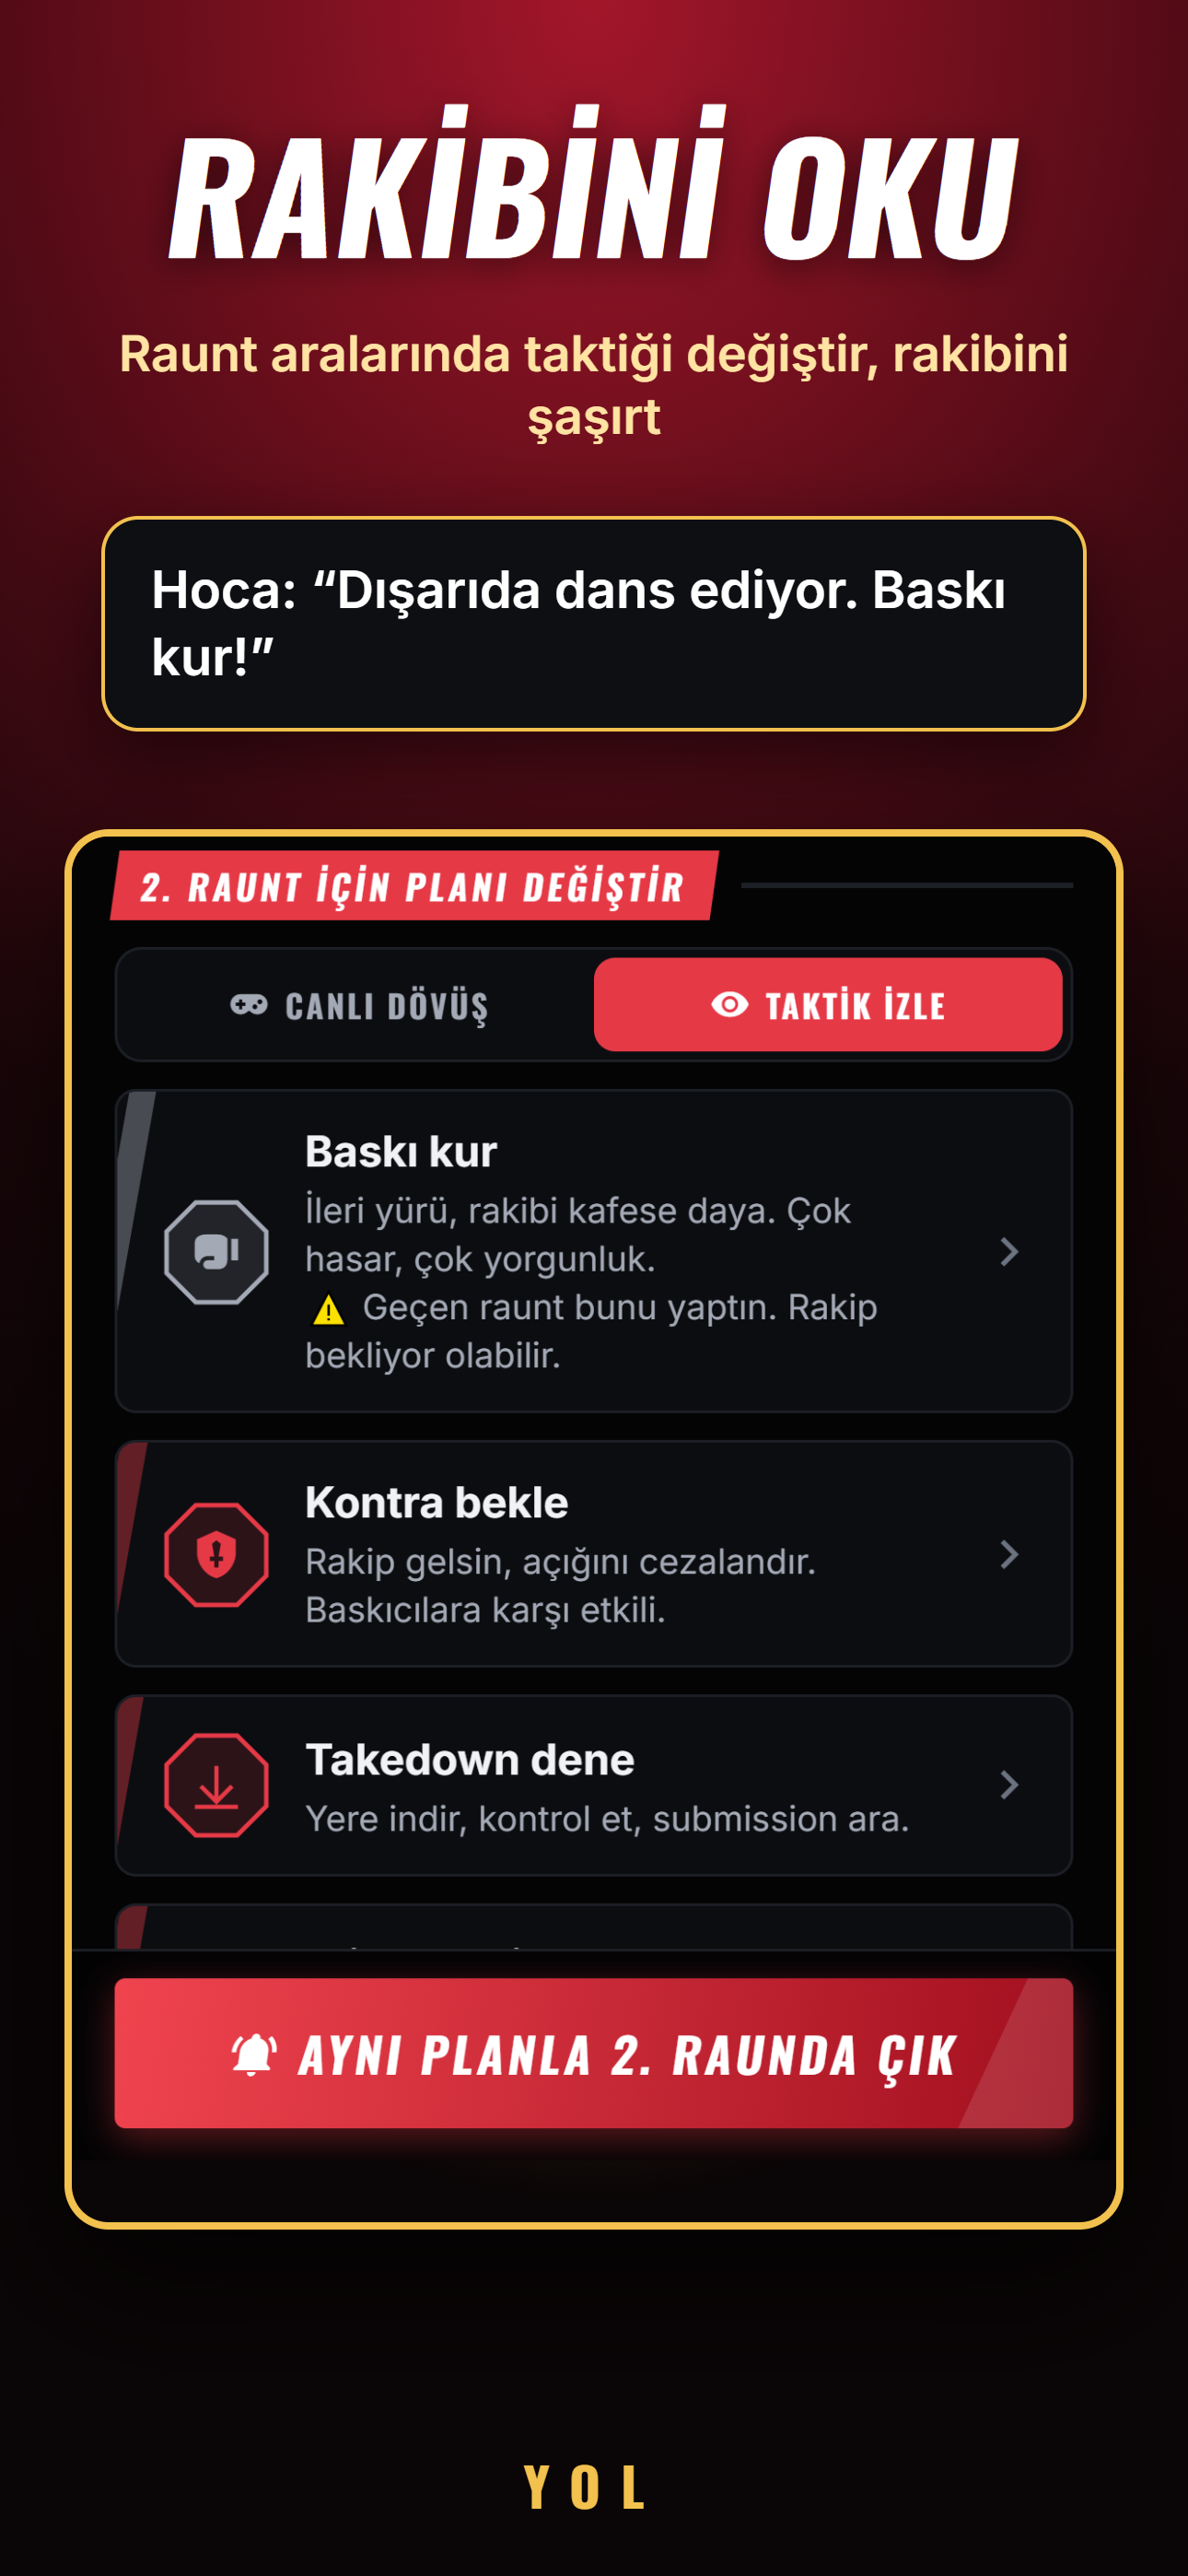 RAKİBİNİ OKU
Raunt aralarında taktiği değiştir, rakibini
şaşırt
Hoca: “Dışarıda dans ediyor. Baskı
kur!”
2. RAUNT İÇİN PLANI DEĞİŞTİR
CANLI DÖVÜŞ
TAKTİK İZLE
Baskı kur
İleri yürü, rakibi kafese daya. Çok
hasar, çok yorgunluk.
⚠️ Geçen raunt bunu yaptın. Rakip
bekliyor olabilir.
Kontra bekle
Rakip gelsin, açığını cezalandır.
Baskıcılara karşı etkili.
Takedown dene
Yere indir, kontrol et, submission ara.
AYNI PLANLA 2. RAUNDA ÇIK
YOL